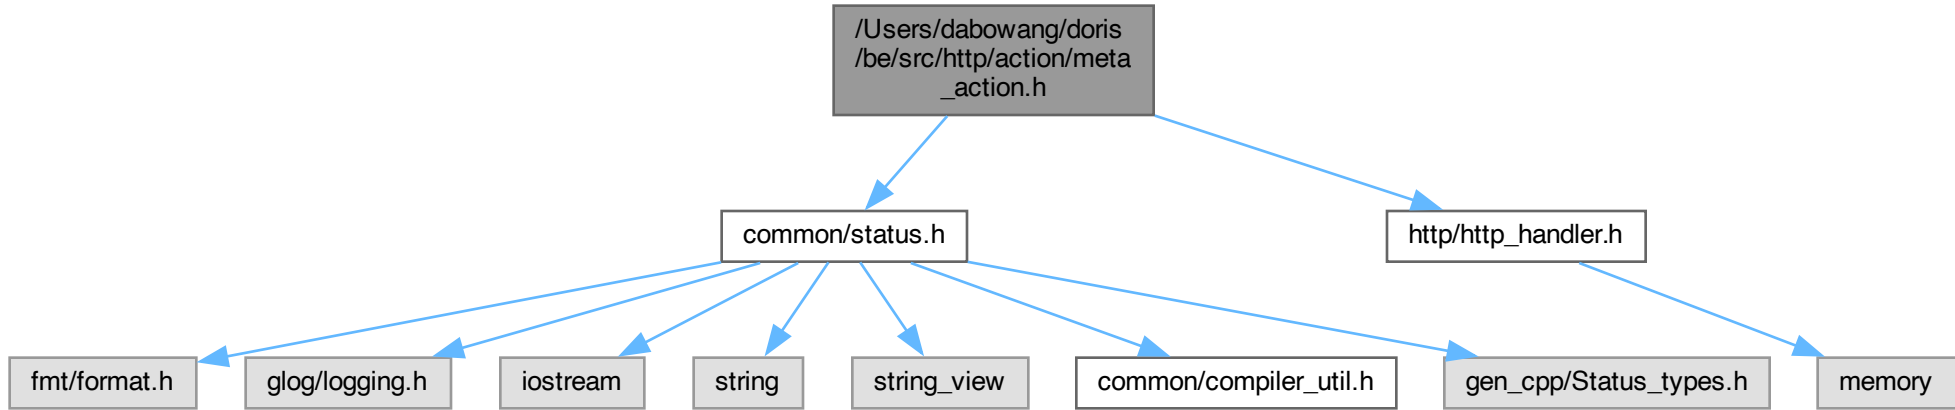 /Users/dabowang/doris
/be/src/http/action/meta
_action.h
common/status.h
http/http_handler.h
fmt/format.h
glog/logging.h
iostream
string
string_view
common/compiler_util.h
gen_cpp/Status_types.h
memory